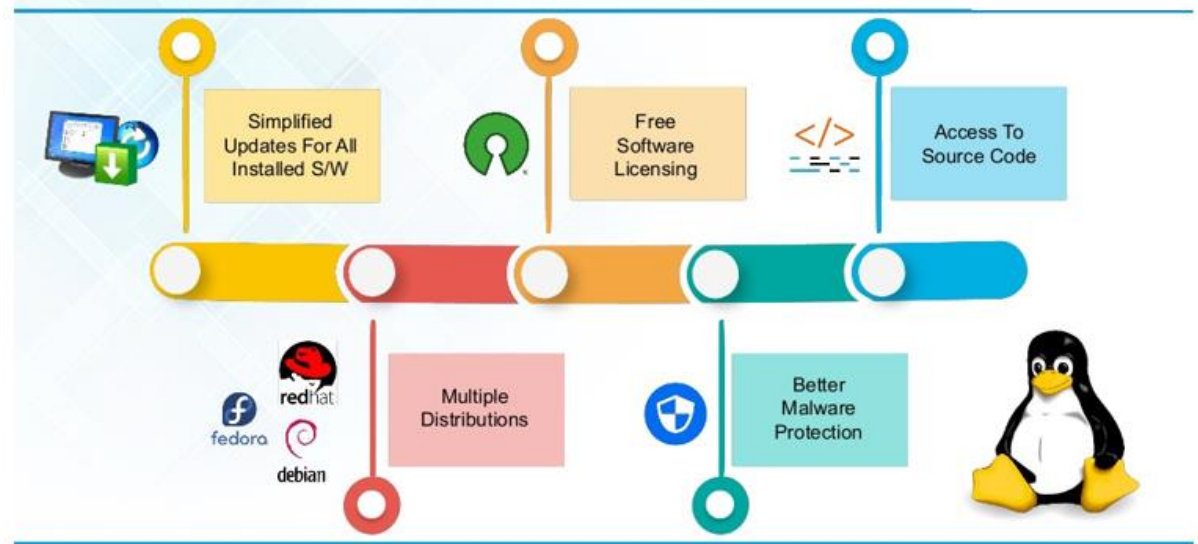 Simplified
Updates For All
Installed S/W
Free
Software
Licensing
</>
Access To
Source Code
redhat
fedora
debian
Multiple
Distributions
Better
Malware
Protection